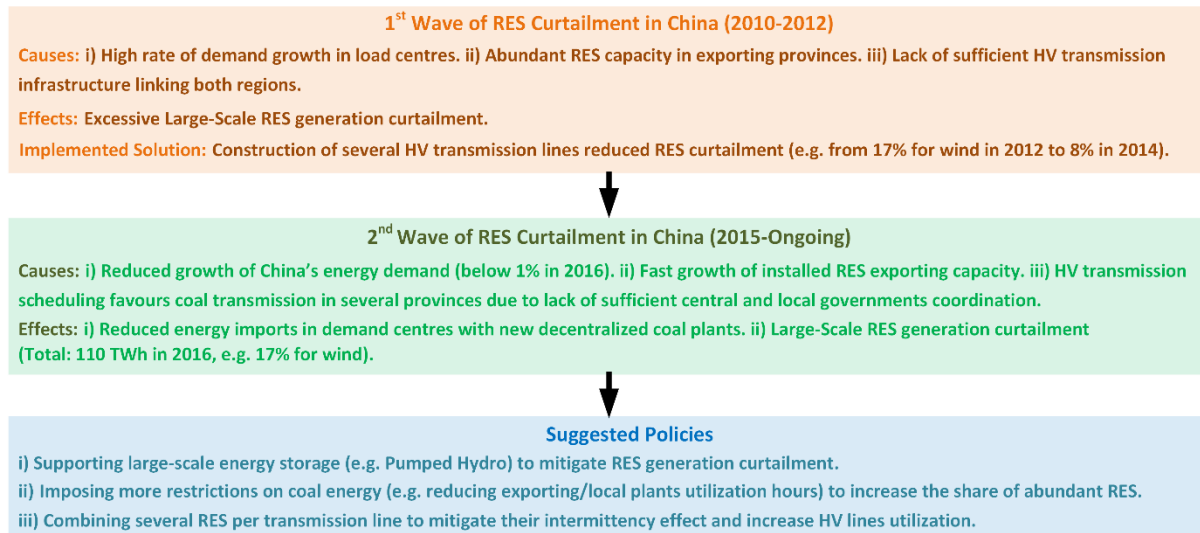 1st Wave of RES Curtailment in China (2010-2012)
Causes: i) High rate of demand growth in load centres. ii) Abundant RES capacity in exporting provinces. iii) Lack of sufficient HV transmission
infrastructure linking both regions.
Effects: Excessive Large-Scale RES generation curtailment.
Implemented Solution: Construction of several HV transmission lines reduced RES curtailment (e.g. from 17% for wind in 2012 to 8% in 2014).
2nd Wave of RES Curtailment in China (2015-Ongoing)
Causes: i) Reduced growth of China's energy demand (below 1% in 2016). ii) Fast growth of installed RES exporting capacity. iii) HV transmission
scheduling favours coal transmission in several provinces due to lack of sufficient central and local governments coordination.
Effects: i) Reduced energy imports in demand centres with new decentralized coal plants. ii) Large-Scale RES generation curtailment
(Total: 110 TWh in 2016, e.g. 17% for wind).
Suggested Policies
i) Supporting large-scale energy storage (e.g. Pumped Hydro) to mitigate RES generation curtailment.
ii) Imposing more restrictions on coal energy (e.g. reducing exporting/local plants utilization hours) to increase the share of abundant RES.
iii) Combining several RES per transmission line to mitigate their intermittency effect and increase HV lines utilization.